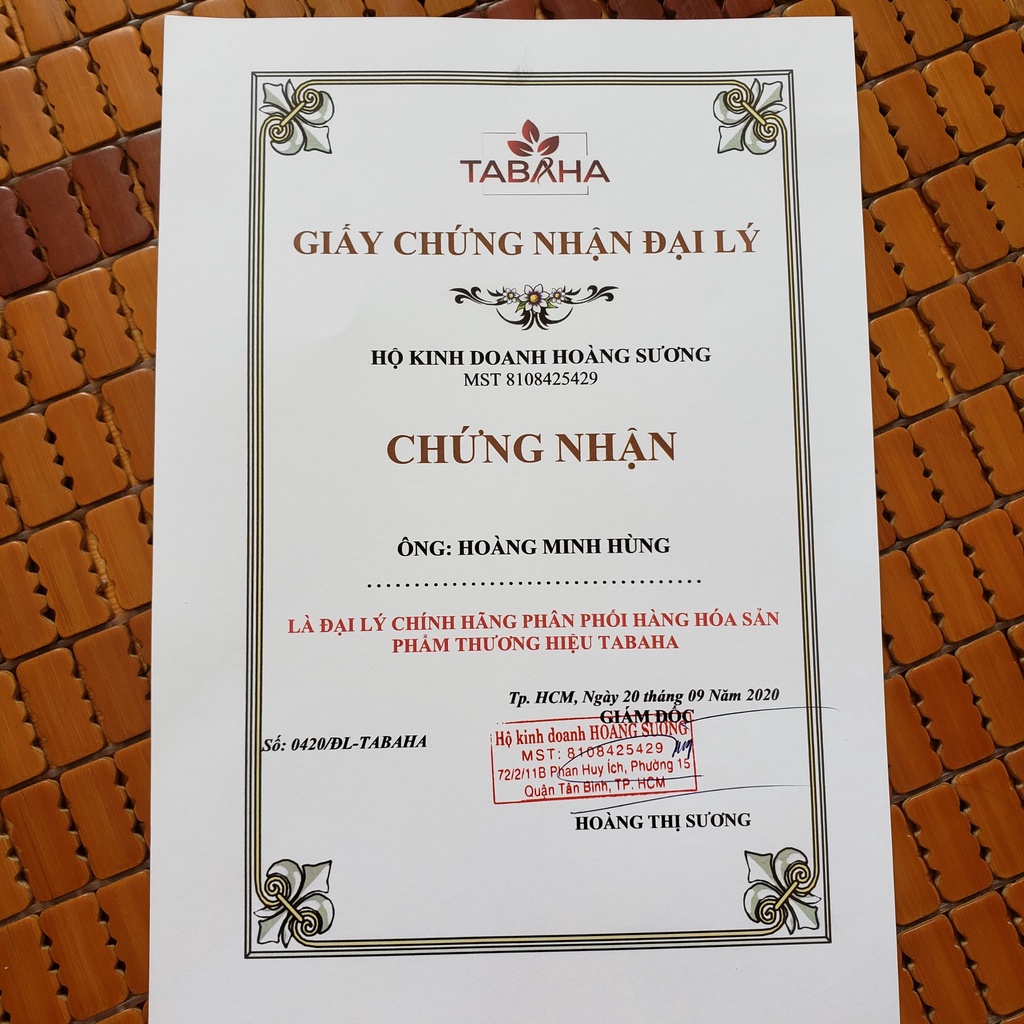 TABAHA
GIẤY CHỨNG NHẬN ĐẠI LÝ
HỘ KINH DOANH HOÀNG SƯƠNG
MST 8108425429
CHỨNG NHẬN
ÔNG: HOÀNG MINH HÙNG
....................................
LÀ ĐẠI LÝ CHÍNH HÃNG PHÂN PHỐI HÀNG HÓA SẢN
PHẨM THƯƠNG HIỆU TABAHA
Tp. HCM, Ngày 20 tháng 09 Năm 2020
GIÁM ĐỐC
Số: 0420/ĐL-TABAHA
Hộ kinh doanh HOÀNG SƯƠNG
MST: 8108425429
72/2/11B Phan Huy Ích, Phường 15
Quận Tân Bình, TP. HCM
HOÀNG THỊ SƯƠNG